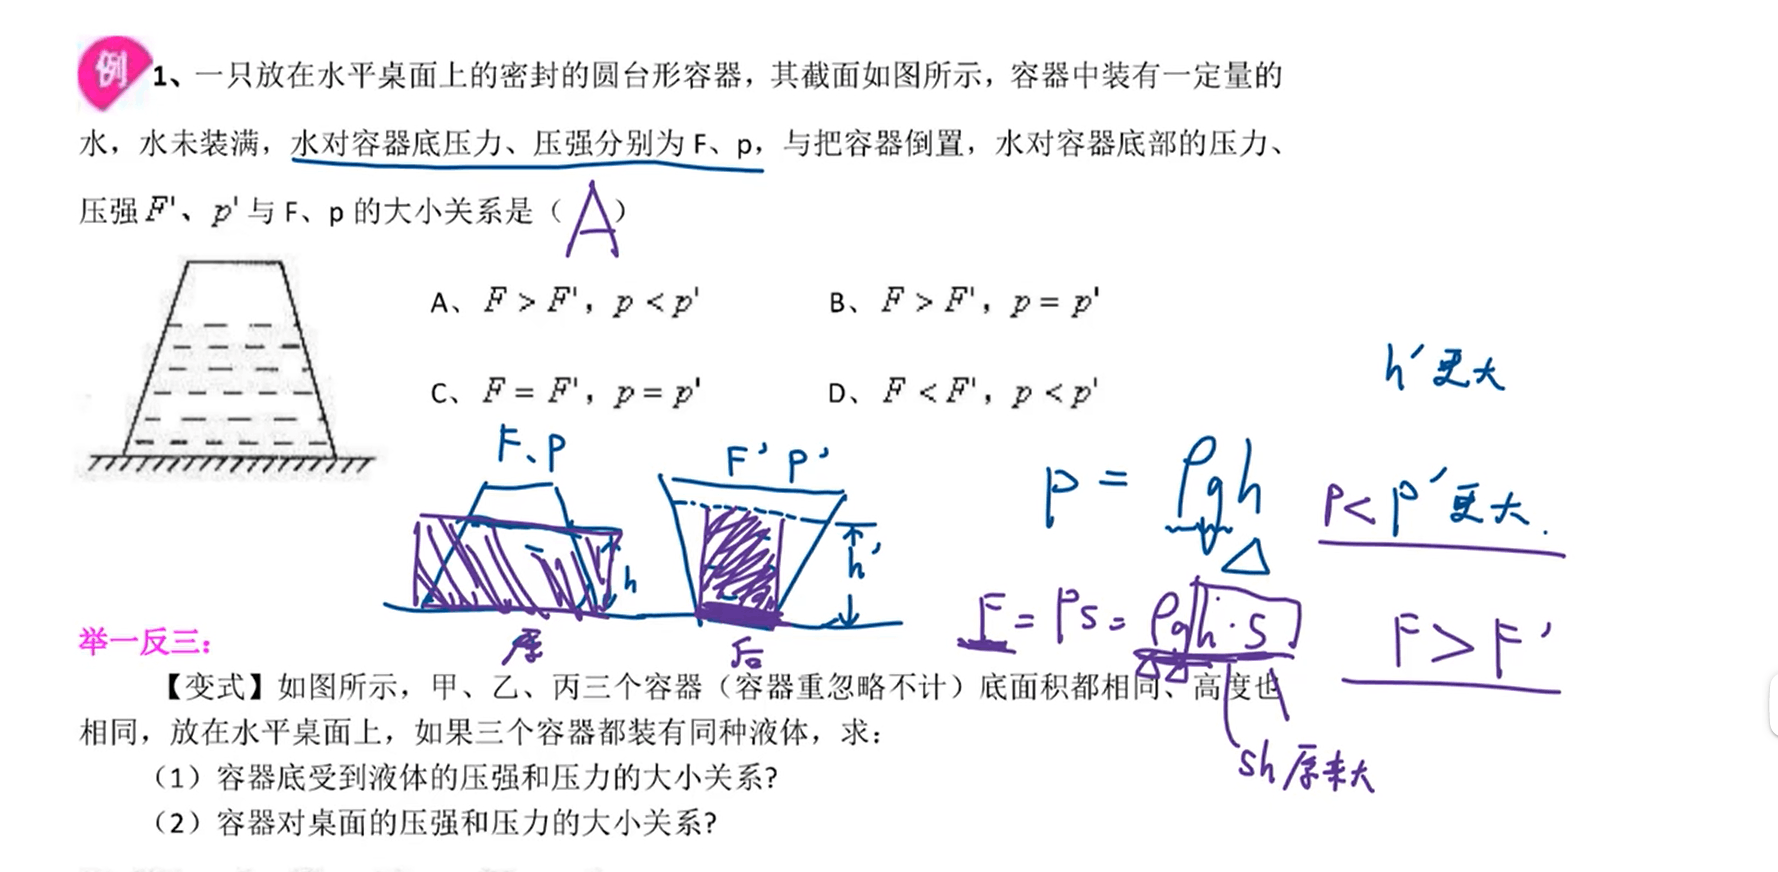 例 1、一只放在水平桌面上的密封的圆台形容器，其截面如图所示，容器中装有一定量的
水，水未装满，水对容器底压力、压强分别为 F、p，与把容器倒置，水对容器底部的压力、
压强 F'、p' 与 F、p 的大小关系是（ A ）
A、F > F'，p < p'
B、F > F'，p = p'
C、F = F'，p = p'
D、F < F'，p < p'
h′更大
F、P
F′ P′
h
h′
原
后
p = ρgh
P< p′更大.
F = PS = ρgh·S
F > F′
sh 原来大
举一反三：
【变式】如图所示，甲、乙、丙三个容器（容器重忽略不计）底面积都相同、高度也
相同，放在水平桌面上，如果三个容器都装有同种液体，求：
（1）容器底受到液体的压强和压力的大小关系?
（2）容器对桌面的压强和压力的大小关系?